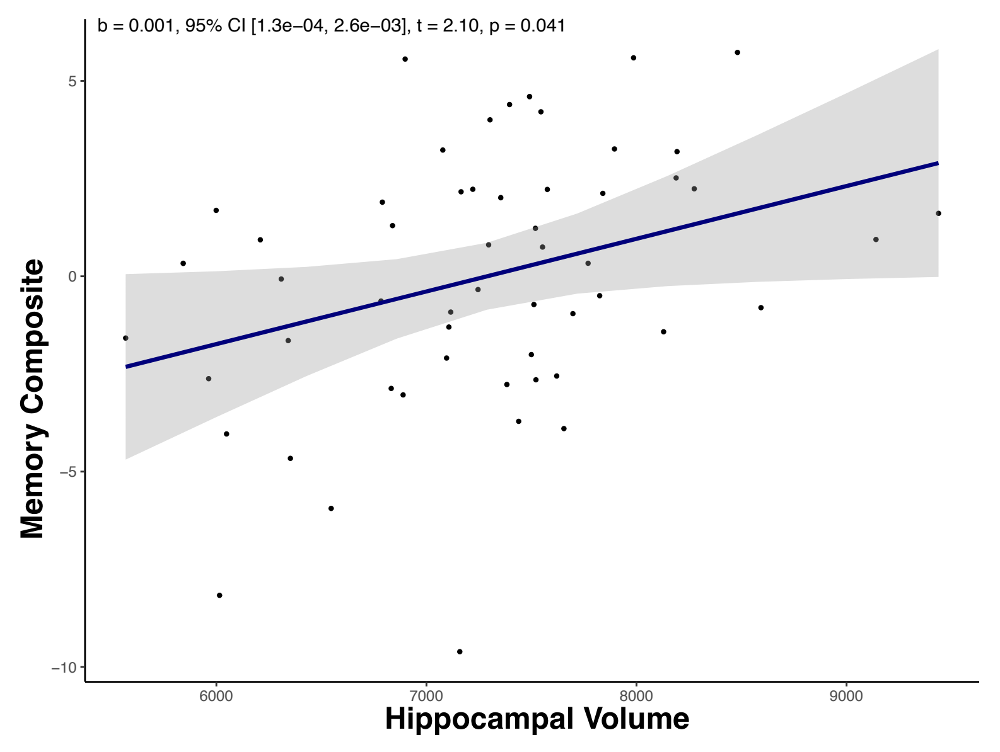 b = 0.001, 95% CI [1.3e−04, 2.6e−03], t = 2.10, p = 0.041
5
0
−5
−10
Memory Composite
6000 7000 8000 9000
Hippocampal Volume